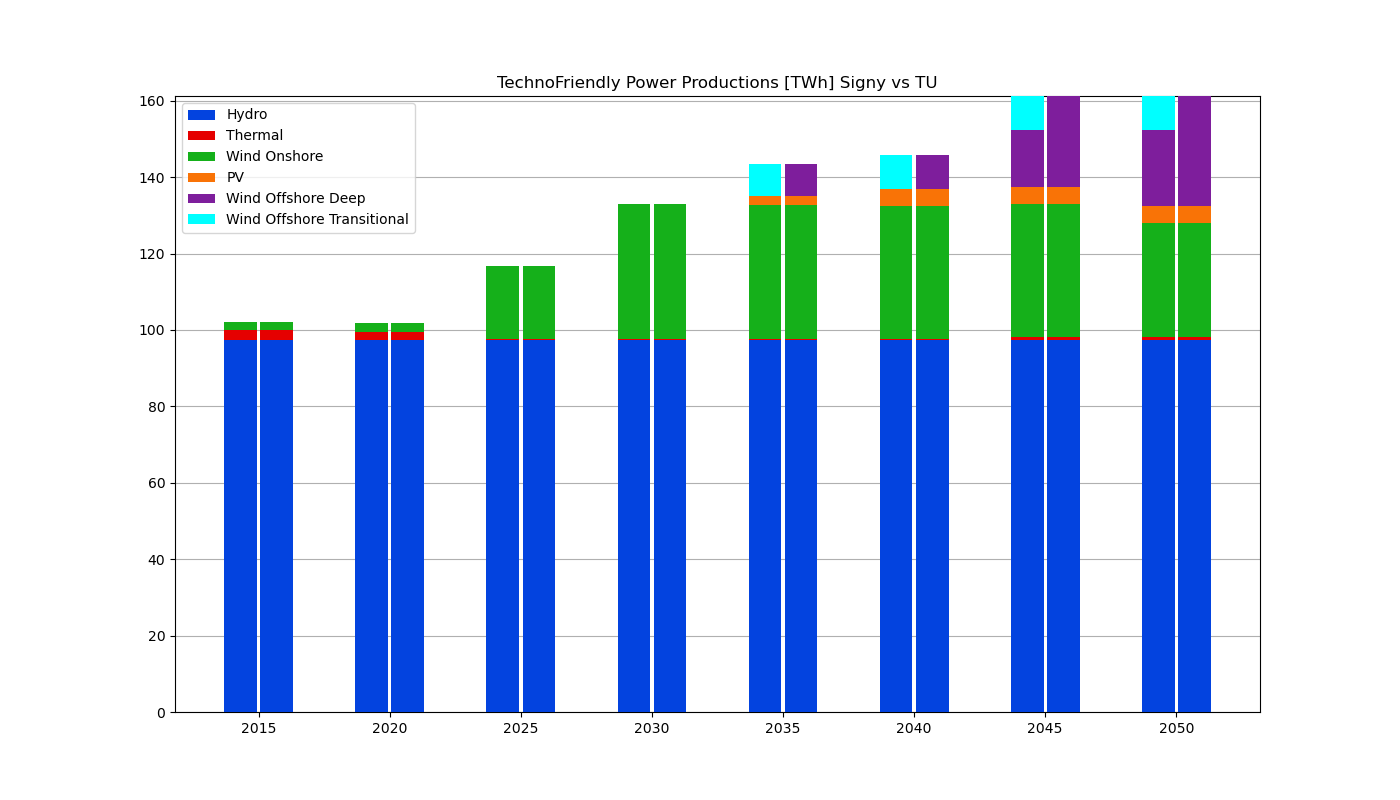 TechnoFriendly Power Productions [TWh] Signy vs TU
160
140
120
100
80
60
40
20
0
Hydro
Thermal
Wind Onshore
PV
Wind Offshore Deep
Wind Offshore Transitional
2015 2020 2025 2030 2035 2040 2045 2050